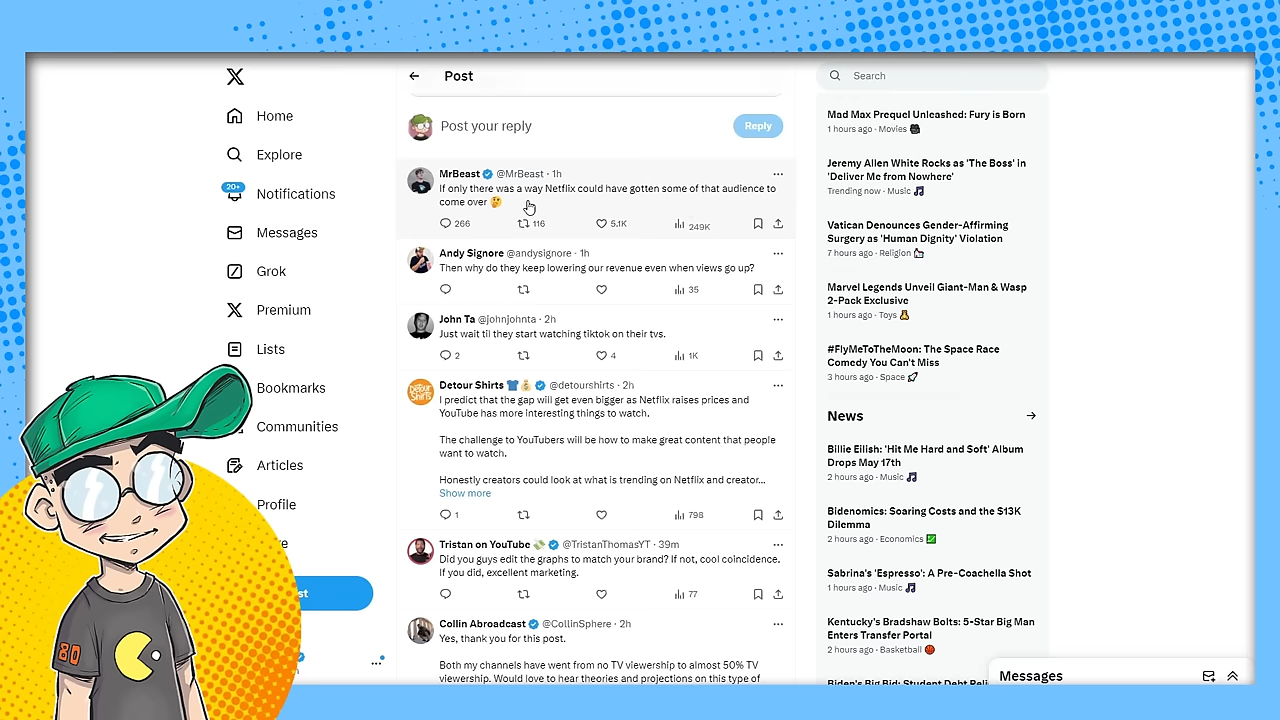 Home
Explore
20+
Notifications
Messages
Grok
Premium
Lists
Bookmarks
Communities
Articles
Profile
Post
Post your reply
Reply
MrBeast @MrBeast · 1h
If only there was a way Netflix could have gotten some of that audience to
come over 🤔
266 116 5.1K 249K
Andy Signore @andysignore · 1h
Then why do they keep lowering our revenue even when views go up?
35
John Ta @johnjohnta · 2h
Just wait til they start watching tiktok on their tvs.
2 4 1K
Detour Shirts 👕💰 @detourshirts · 2h
I predict that the gap will get even bigger as Netflix raises prices and
YouTube has more interesting things to watch.
The challenge to YouTubers will be how to make great content that people
want to watch.
Honestly creators could look at what is trending on Netflix and creator...
Show more
1 798
Tristan on YouTube 💸 @TristanThomasYT · 39m
Did you guys edit the graphs to match your brand? If not, cool coincidence.
If you did, excellent marketing.
77
Collin Abroadcast @CollinSphere · 2h
Yes, thank you for this post.
Both my channels have gone from no TV viewership to almost 50% TV
viewership. Would love to hear theories and projections on this type of
Search
Mad Max Prequel Unleashed: Fury is Born
1 hours ago · Movies 🎬
Jeremy Allen White Rocks as 'The Boss' in
'Deliver Me from Nowhere'
Trending now · Music 🎵
Vatican Denounces Gender-Affirming
Surgery as 'Human Dignity' Violation
7 hours ago · Religion
Marvel Legends Unveil Giant-Man & Wasp
2-Pack Exclusive
1 hours ago · Toys 🧸
#FlyMeToTheMoon: The Space Race
Comedy You Can't Miss
3 hours ago · Space 🚀
News
Billie Eilish: 'Hit Me Hard and Soft' Album
Drops May 17th
2 hours ago · Music 🎵
Bidenomics: Soaring Costs and the $13K
Dilemma
2 hours ago · Economics 💹
Sabrina's 'Espresso': A Pre-Coachella Shot
1 hours ago · Music 🎵
Kentucky's Bradshaw Bolts: 5-Star Big Man
Enters Transfer Portal
2 hours ago · Basketball 🏀
Biden's Big Bid: Student Debt
Messages
80